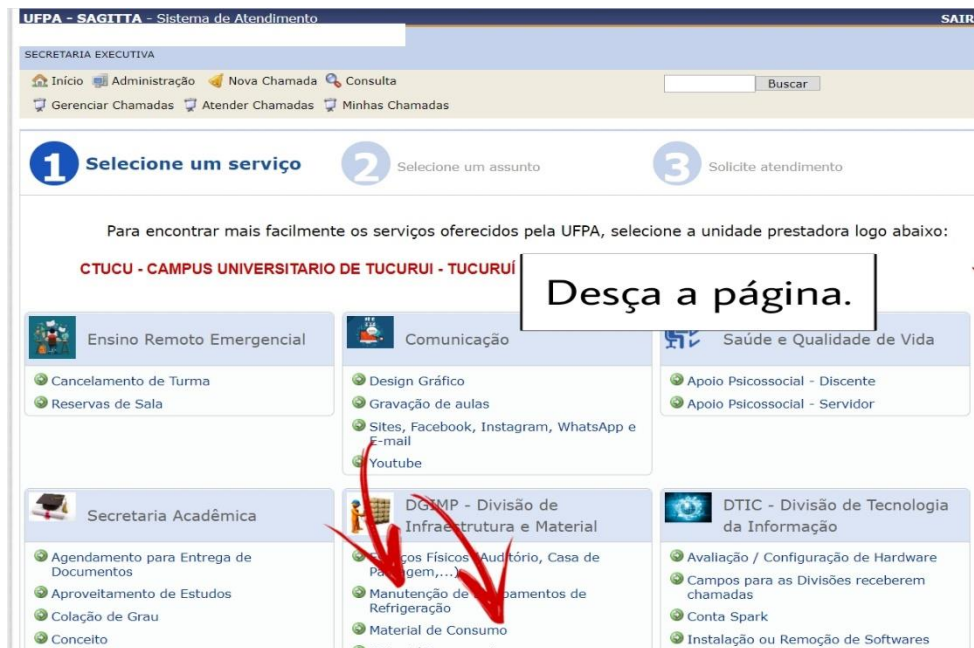 UFPA - SAGITTA - Sistema de Atendimento SAIR
SECRETARIA EXECUTIVA
Início Administração Nova Chamada Consulta Buscar
Gerenciar Chamadas Atender Chamadas Minhas Chamadas
1 Selecione um serviço 2 Selecione um assunto 3 Solicite atendimento
Para encontrar mais facilmente os serviços oferecidos pela UFPA, selecione a unidade prestadora logo abaixo:
CTUCU - CAMPUS UNIVERSITARIO DE TUCURUI - TUCURUÍ
Desça a página.
Ensino Remoto Emergencial
Cancelamento de Turma
Reservas de Sala
Comunicação
Design Gráfico
Gravação de aulas
Sites, Facebook, Instagram, WhatsApp e
E-mail
Youtube
Saúde e Qualidade de Vida
Apoio Psicossocial - Discente
Apoio Psicossocial - Servidor
Secretaria Acadêmica
Agendamento para Entrega de
Documentos
Aproveitamento de Estudos
Colação de Grau
Conceito
DGIMP - Divisão de
Infraestrutura e Material
Físicos (Auditório, Casa de
Manutenção de
Refrigeração
Material de Consumo
DTIC - Divisão de Tecnologia
da Informação
Avaliação / Configuração de Hardware
Campos para as Divisões receberem
chamadas
Conta Spark
Instalação ou Remoção de Softwares